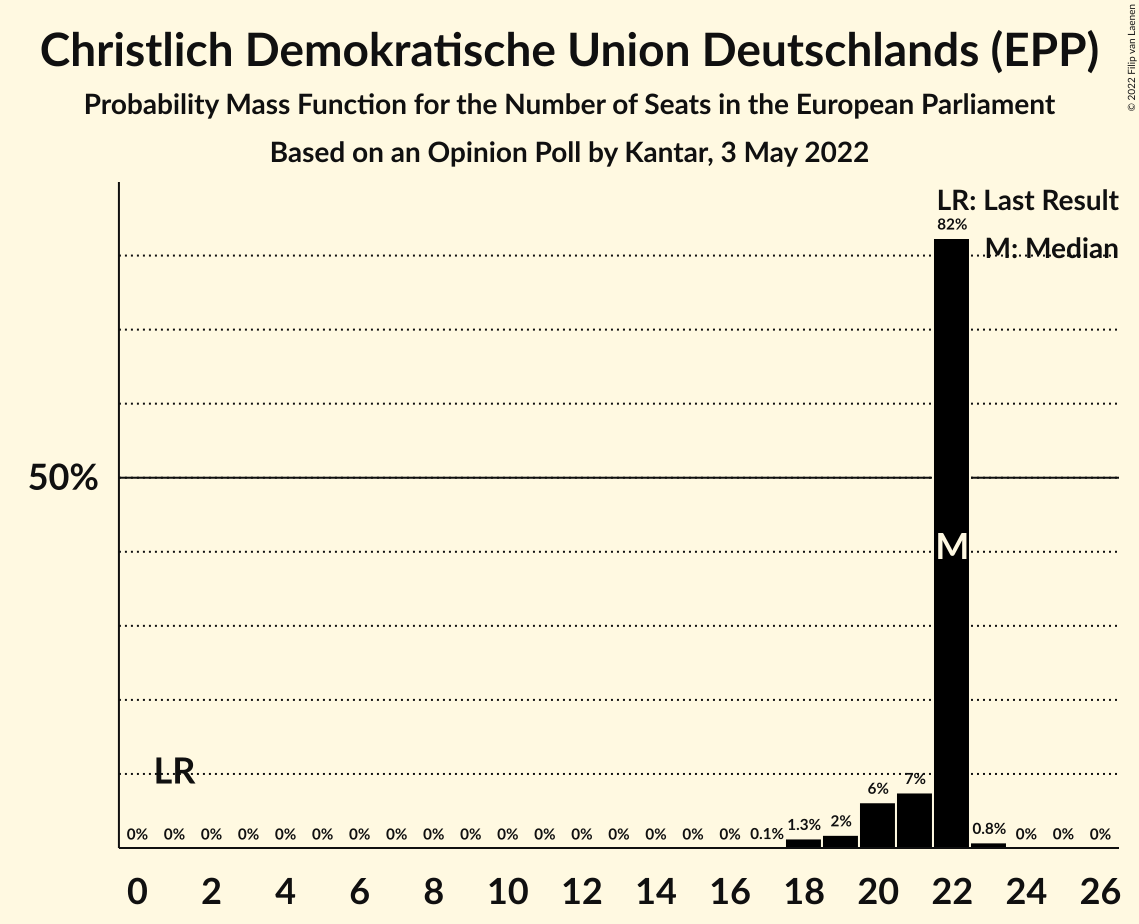 Christlich Demokratische Union Deutschlands (EPP)
Probability Mass Function for the Number of Seats in the European Parliament
Based on an Opinion Poll by Kantar, 3 May 2022
© 2022 Filip van Laenen
LR: Last Result
82%
M: Median
50%
M
LR
0% 0% 0% 0% 0% 0% 0% 0% 0% 0% 0% 0% 0% 0% 0% 0% 0% 0.1% 1.3% 2% 6% 7% 0.8% 0% 0% 0%
0 2 4 6 8 10 12 14 16 18 20 22 24 26